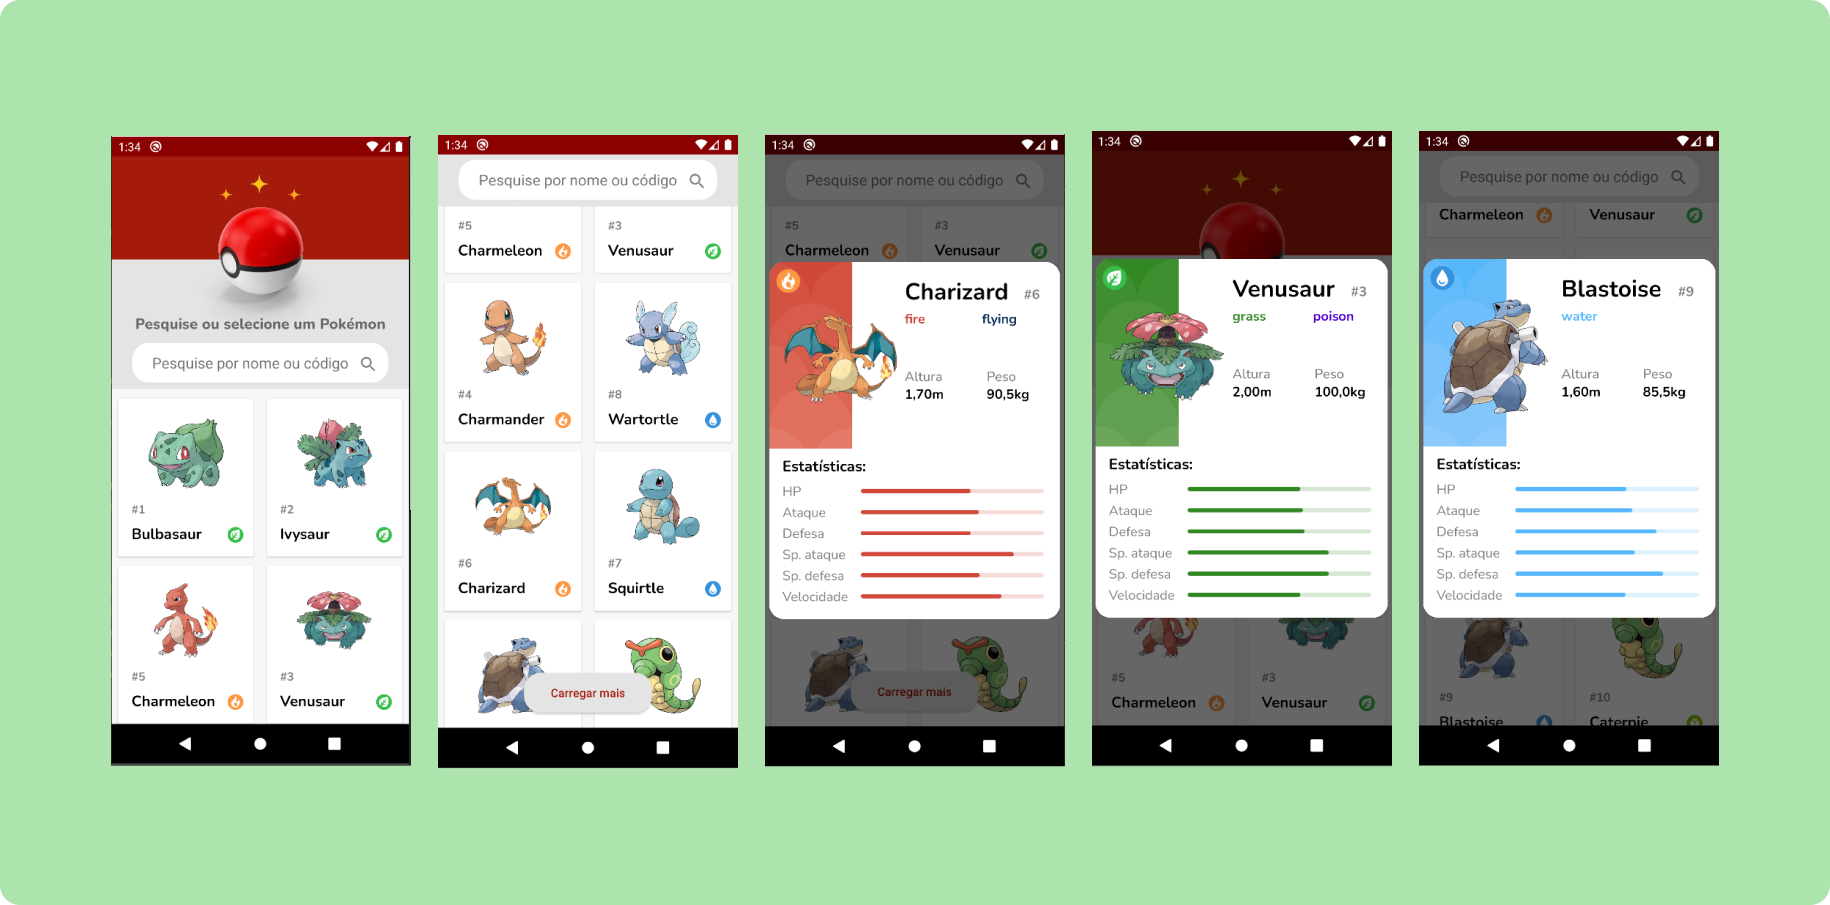 1:34
Pesquise ou selecione um Pokémon
Pesquise por nome ou código
#1
Bulbasaur
#2
Ivysaur
#5
Charmeleon
#3
Venusaur
1:34
Pesquise por nome ou código
#5
Charmeleon
#3
Venusaur
#4
Charmander
#8
Wartortle
#6
Charizard
#7
Squirtle
Carregar mais
1:34
Pesquise por nome ou código
#5
Charmeleon
#3
Venusaur
Charizard #6
fire flying
Altura Peso
1,70m 90,5kg
Estatísticas:
HP
Ataque
Defesa
Sp. ataque
Sp. defesa
Velocidade
Carregar mais
1:34
Venusaur #3
grass poison
Altura Peso
2,00m 100,0kg
Estatísticas:
HP
Ataque
Defesa
Sp. ataque
Sp. defesa
Velocidade
#5
Charmeleon
#3
Venusaur
1:34
Pesquise por nome ou código
Charmeleon
Venusaur
Blastoise #9
water
Altura Peso
1,60m 85,5kg
Estatísticas:
HP
Ataque
Defesa
Sp. ataque
Sp. defesa
Velocidade
#9
Blastoise
#10
Caterpie